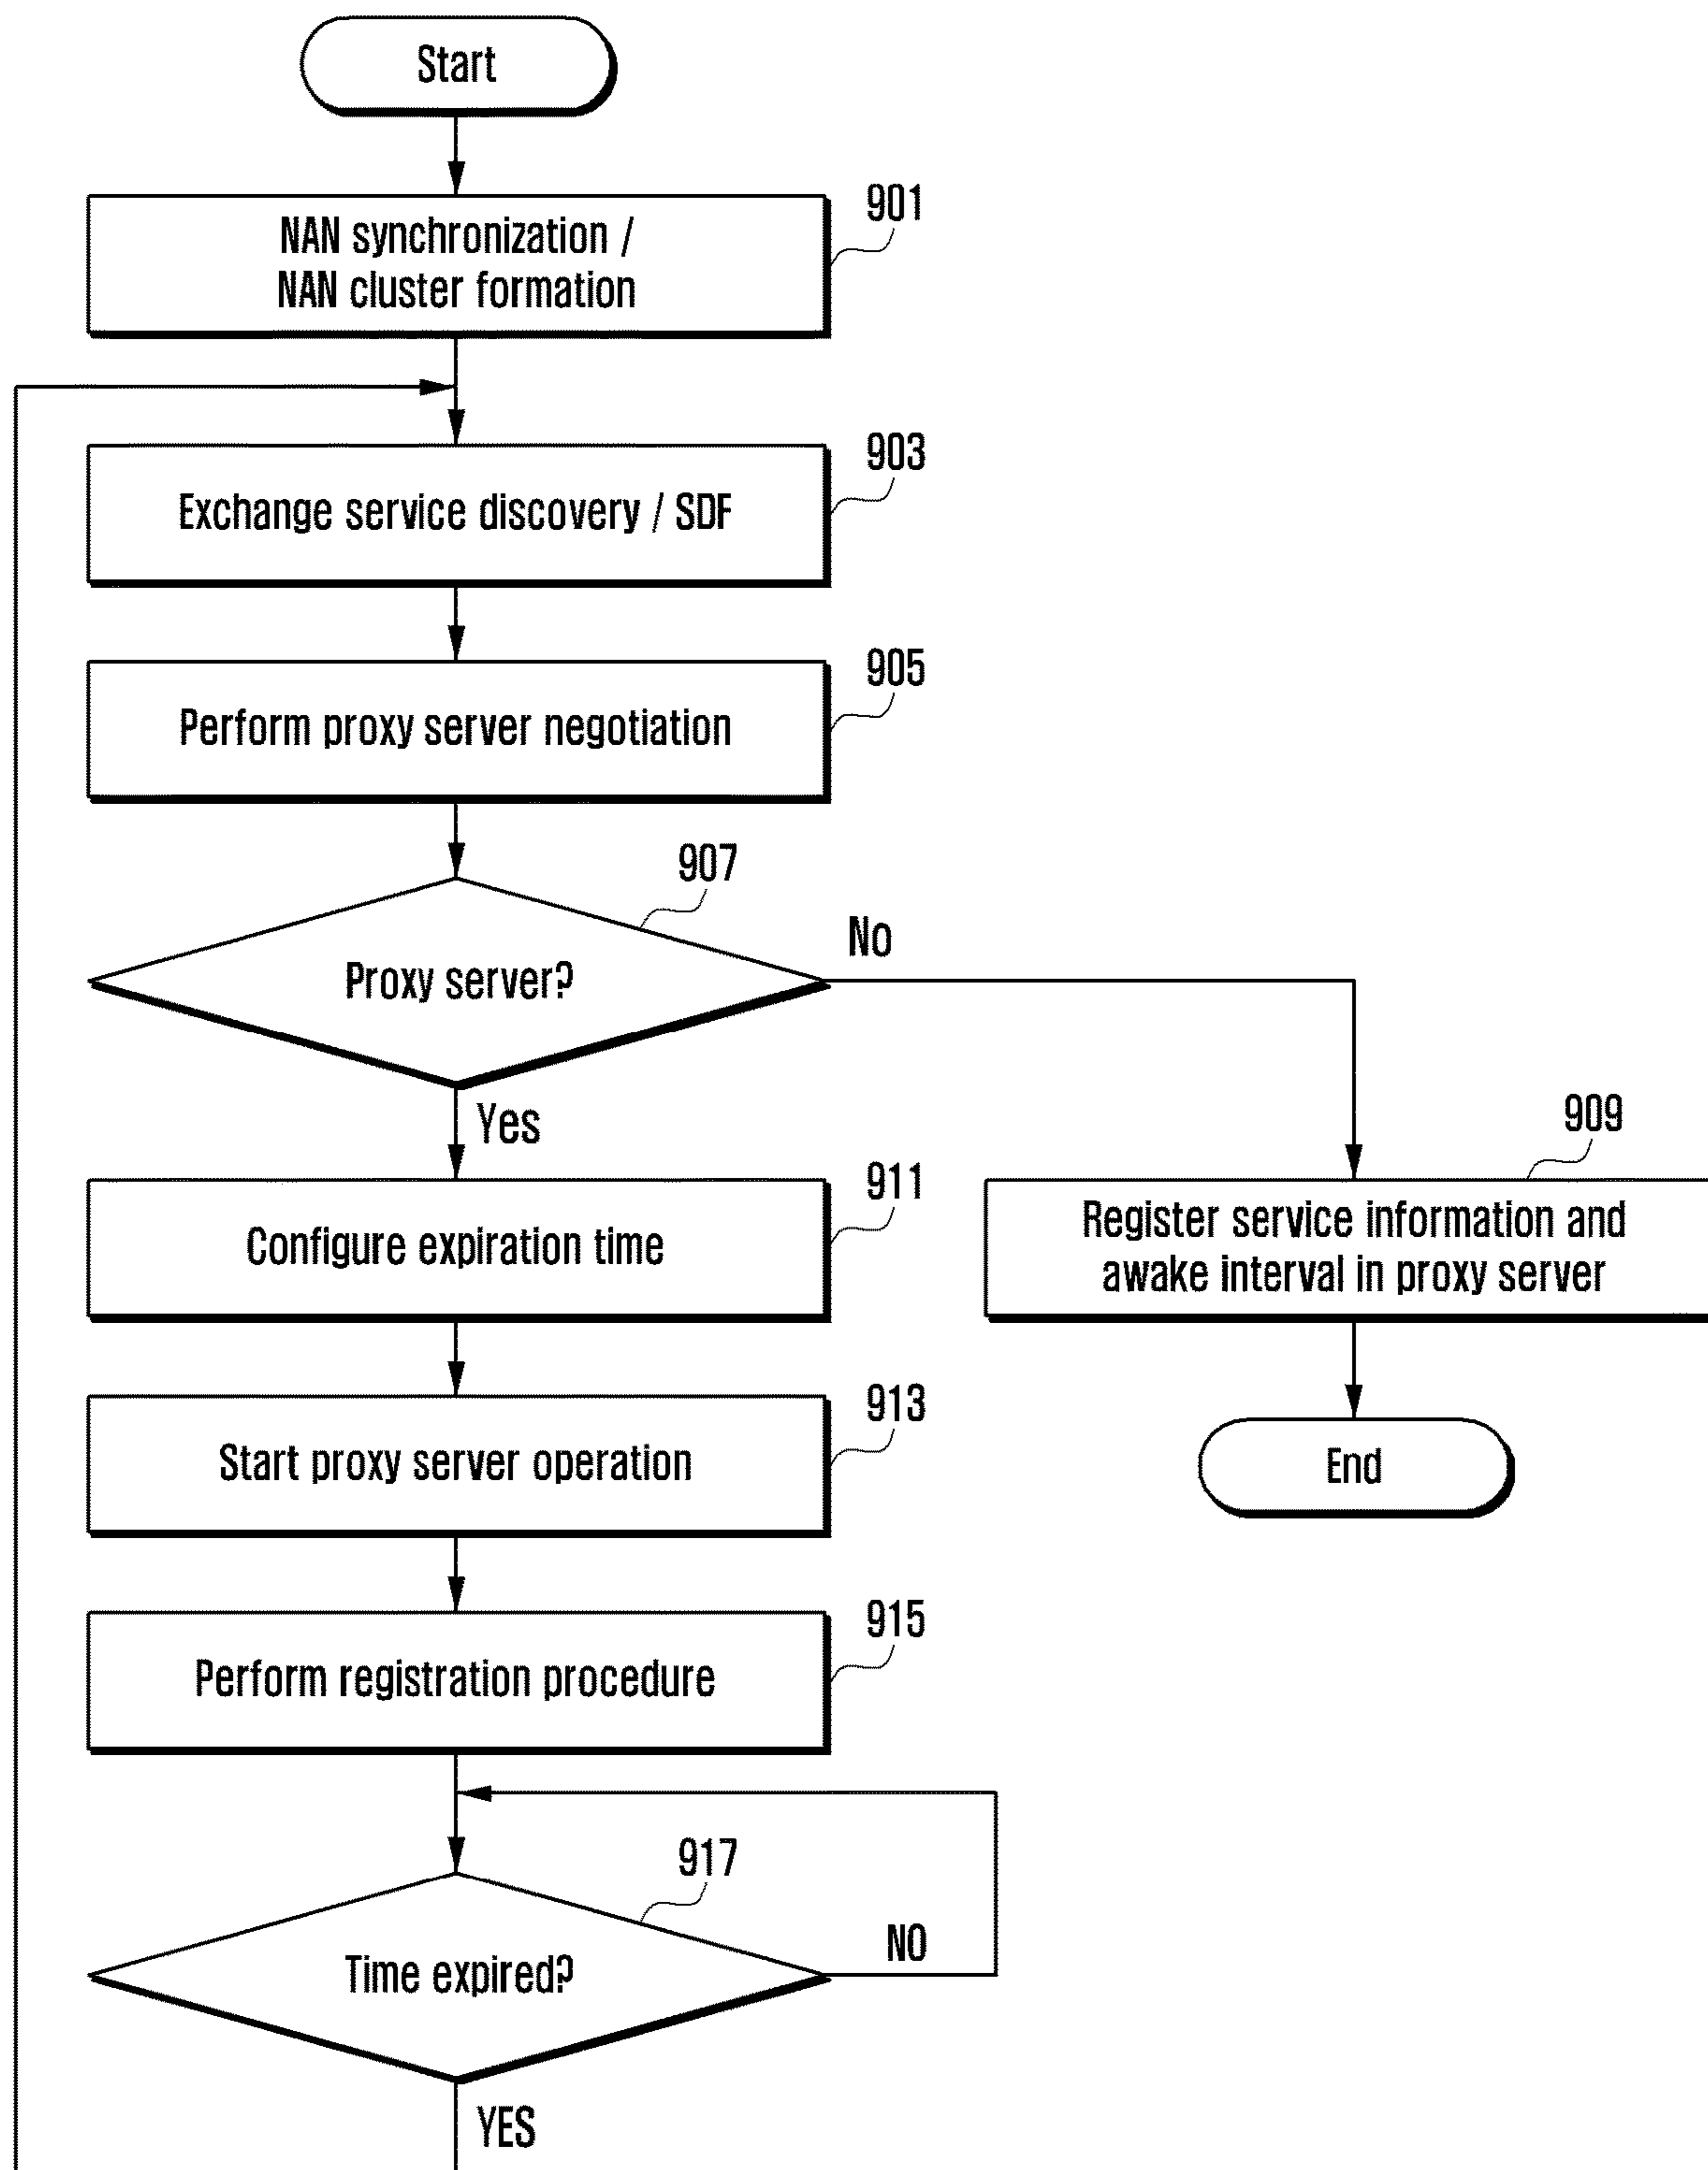 Start
NAN synchronization /
NAN cluster formation
901
Exchange service discovery / SDF
903
Perform proxy server negotiation
905
907
Proxy server?
No
Yes
909
Register service information and
awake interval in proxy server
End
911
Configure expiration time
913
Start proxy server operation
915
Perform registration procedure
917
Time expired?
NO
YES